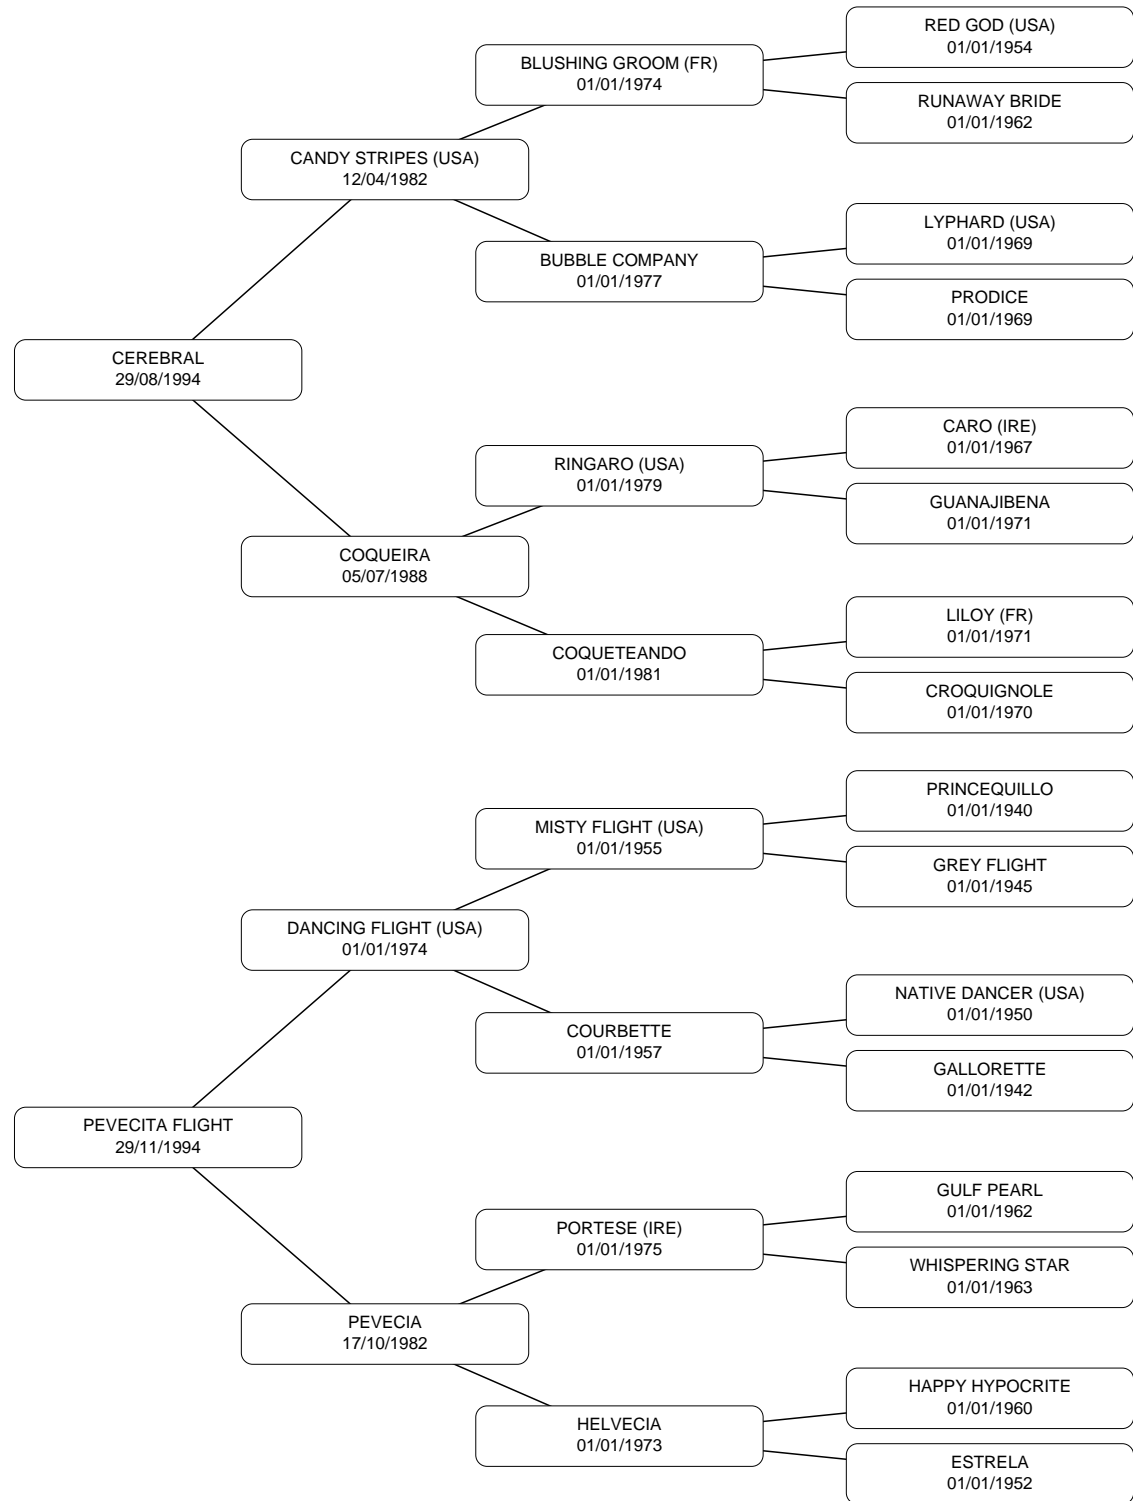 RED GOD (USA)
01/01/1954
BLUSHING GROOM (FR)
01/01/1974
RUNAWAY BRIDE
01/01/1962
CANDY STRIPES (USA)
12/04/1982
LYPHARD (USA)
01/01/1969
BUBBLE COMPANY
01/01/1977
PRODICE
01/01/1969
CEREBRAL
29/08/1994
CARO (IRE)
01/01/1967
RINGARO (USA)
01/01/1979
GUANAJIBENA
01/01/1971
COQUEIRA
05/07/1988
LILOY (FR)
01/01/1971
COQUETEANDO
01/01/1981
CROQUIGNOLE
01/01/1970
PRINCEQUILLO
01/01/1940
MISTY FLIGHT (USA)
01/01/1955
GREY FLIGHT
01/01/1945
DANCING FLIGHT (USA)
01/01/1974
NATIVE DANCER (USA)
01/01/1950
COURBETTE
01/01/1957
GALLORETTE
01/01/1942
PEVECITA FLIGHT
29/11/1994
GULF PEARL
01/01/1962
PORTESE (IRE)
01/01/1975
WHISPERING STAR
01/01/1963
PEVECIA
17/10/1982
HAPPY HYPOCRITE
01/01/1960
HELVECIA
01/01/1973
ESTRELA
01/01/1952